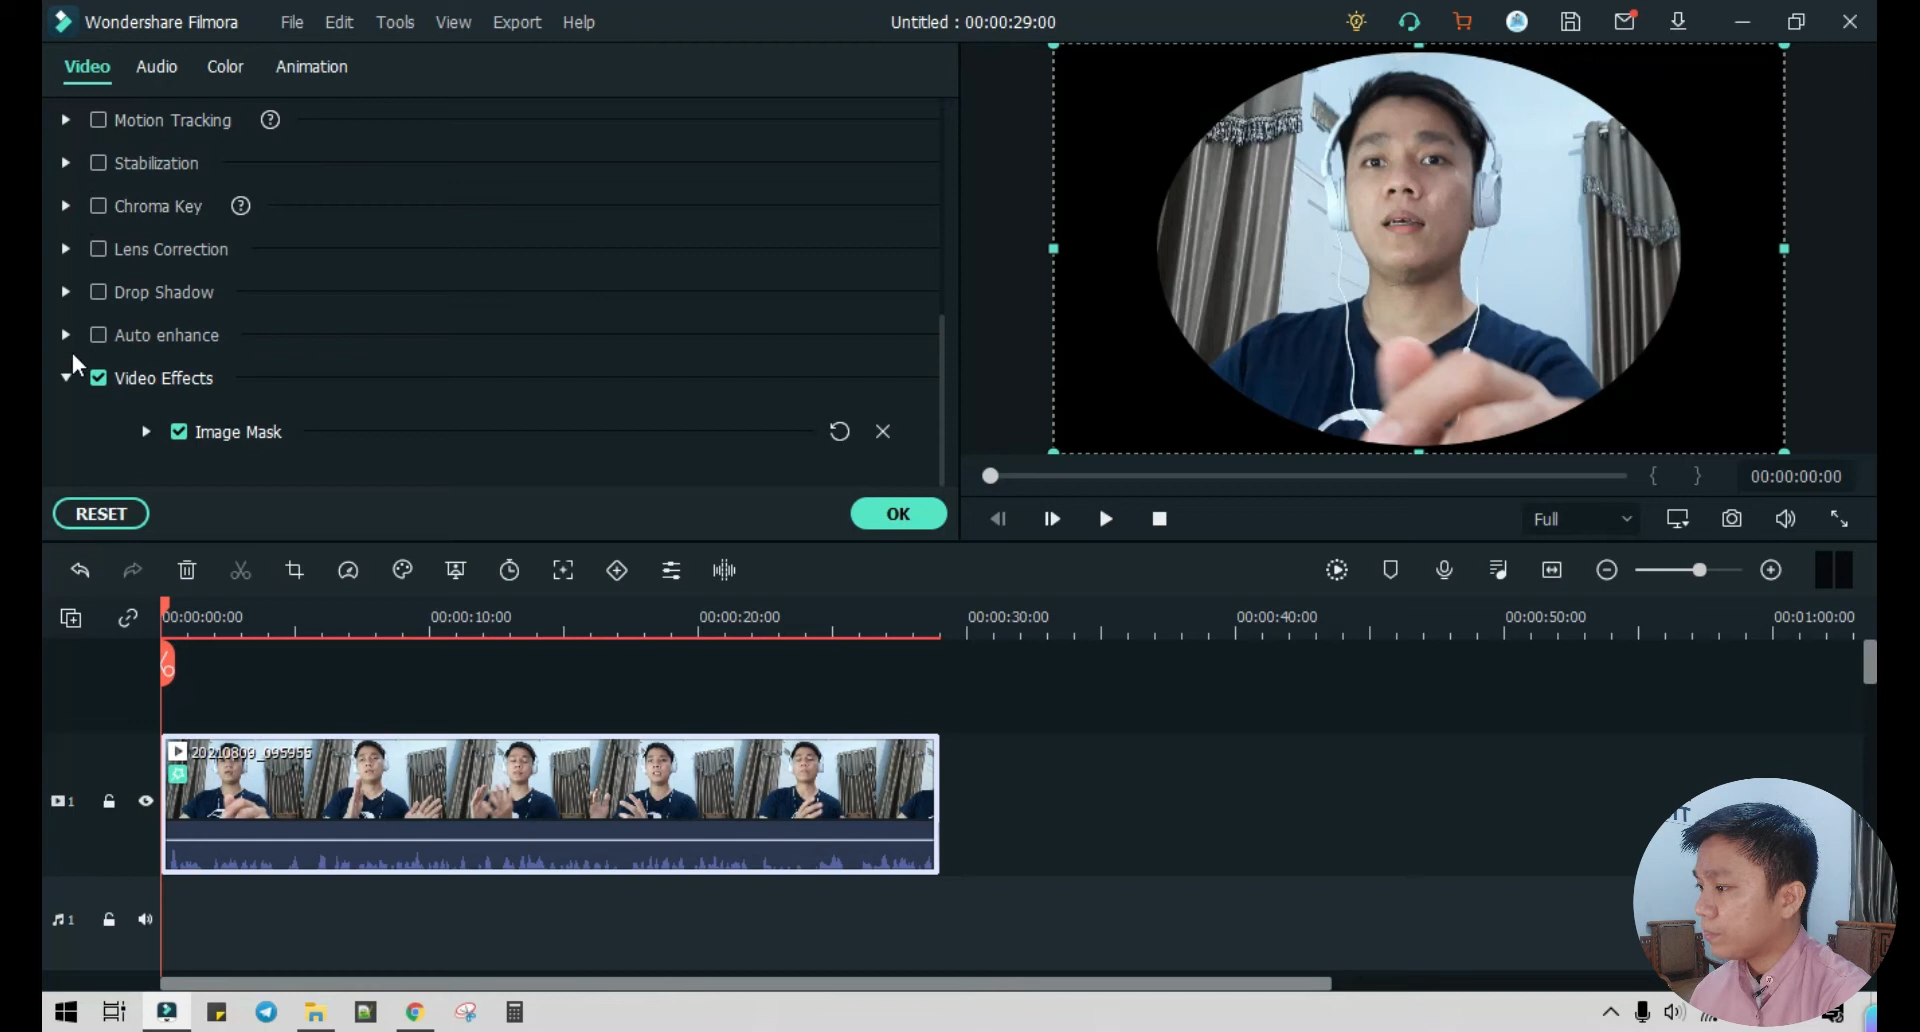 Wondershare Filmora File Edit Tools View Export Help Untitled : 00:00:29:00
Video Audio Color Animation
Motion Tracking ?
Stabilization
Chroma Key ?
Lens Correction
Drop Shadow
Auto enhance
Video Effects
Image Mask
RESET OK
{ } 00:00:00:00
Full
00:00:00:00 00:00:10:00 00:00:20:00 00:00:30:00 00:00:40:00 00:00:50:00 00:01:00:00
20210809_095955
1
1